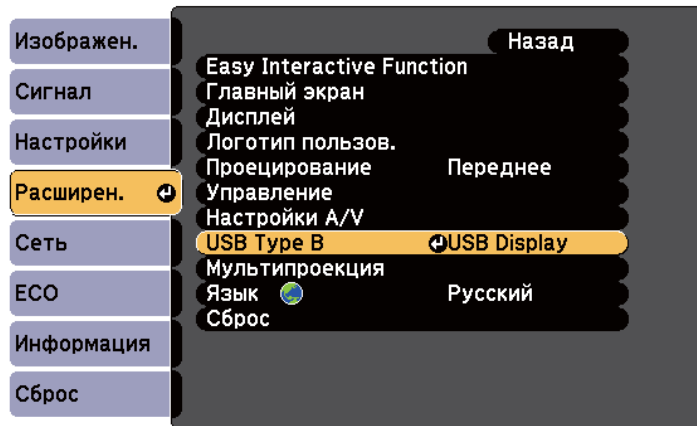 Изображен.
Сигнал
Настройки
Расширен.
Сеть
ECO
Информация
Сброс
Назад
Easy Interactive Function
Главный экран
Дисплей
Логотип пользов.
Проецирование Переднее
Управление
Настройки A/V
USB Type B USB Display
Мультипроекция
Язык Русский
Сброс